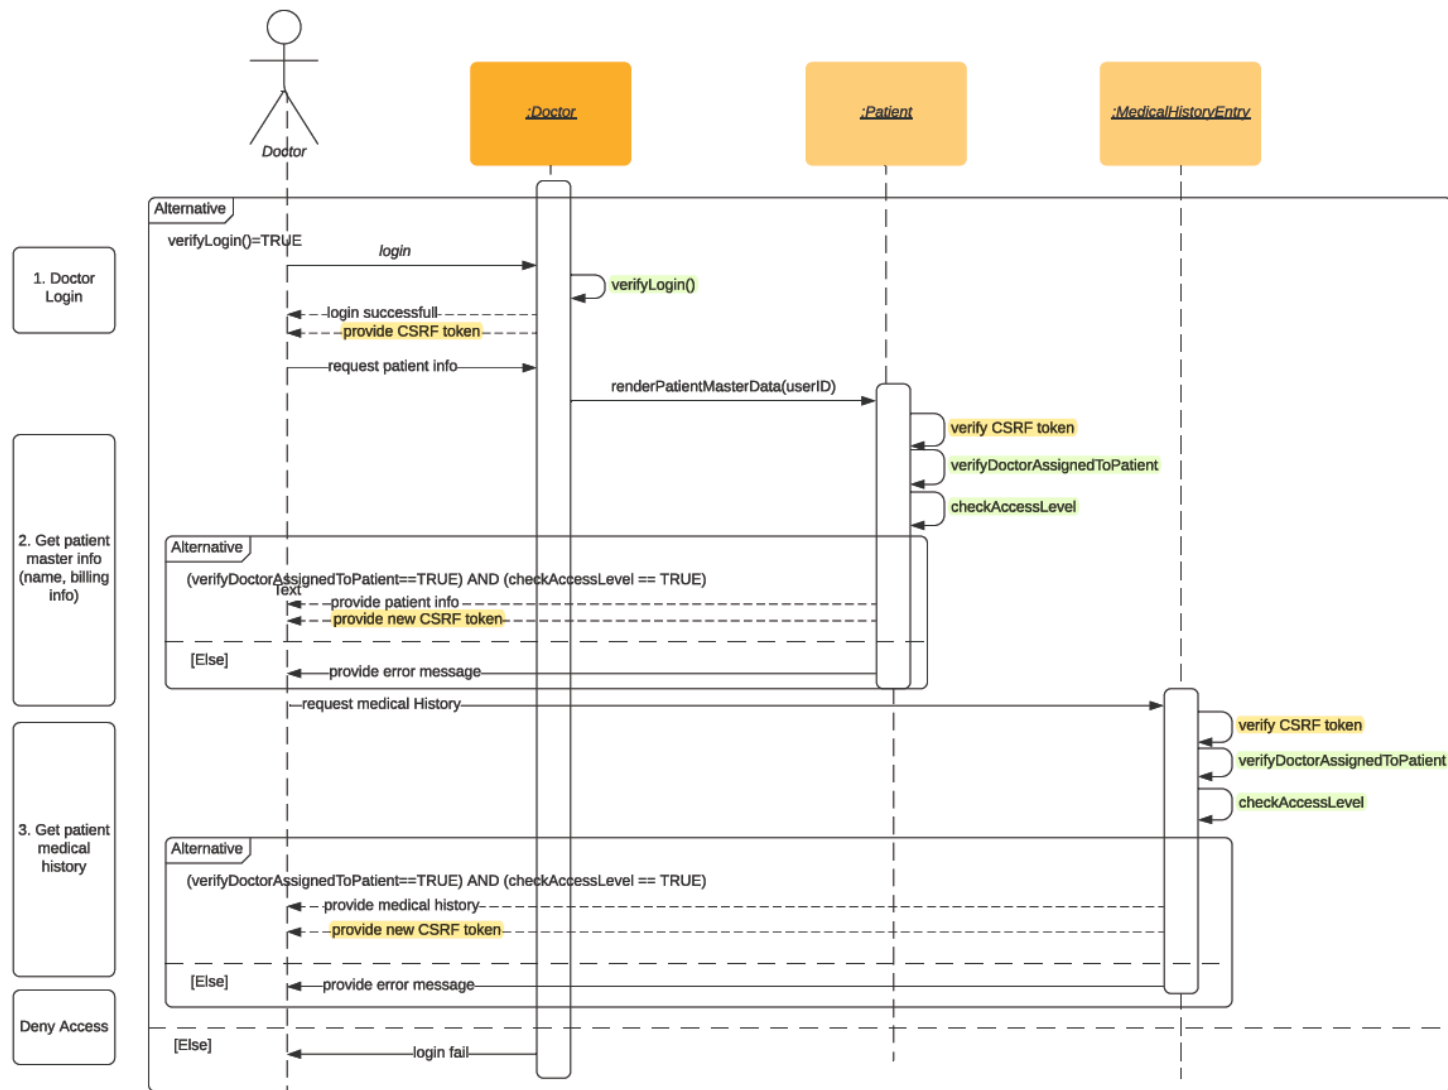 Doctor
:Doctor
:Patient
:MedicalHistoryEntry
Alternative
verifyLogin()=TRUE
1. Doctor
Login
login
verifyLogin()
login successfull
provide CSRF token
request patient info
renderPatientMasterData(userID)
verify CSRF token
verifyDoctorAssignedToPatient
checkAccessLevel
2. Get patient
master info
(name, billing
info)
Alternative
(verifyDoctorAssignedToPatient==TRUE) AND (checkAccessLevel == TRUE)
Text
provide patient info
provide new CSRF token
[Else]
provide error message
request medical History
verify CSRF token
verifyDoctorAssignedToPatient
checkAccessLevel
3. Get patient
medical
history
Alternative
(verifyDoctorAssignedToPatient==TRUE) AND (checkAccessLevel == TRUE)
provide medical history
provide new CSRF token
[Else]
provide error message
Deny Access
[Else]
login fail